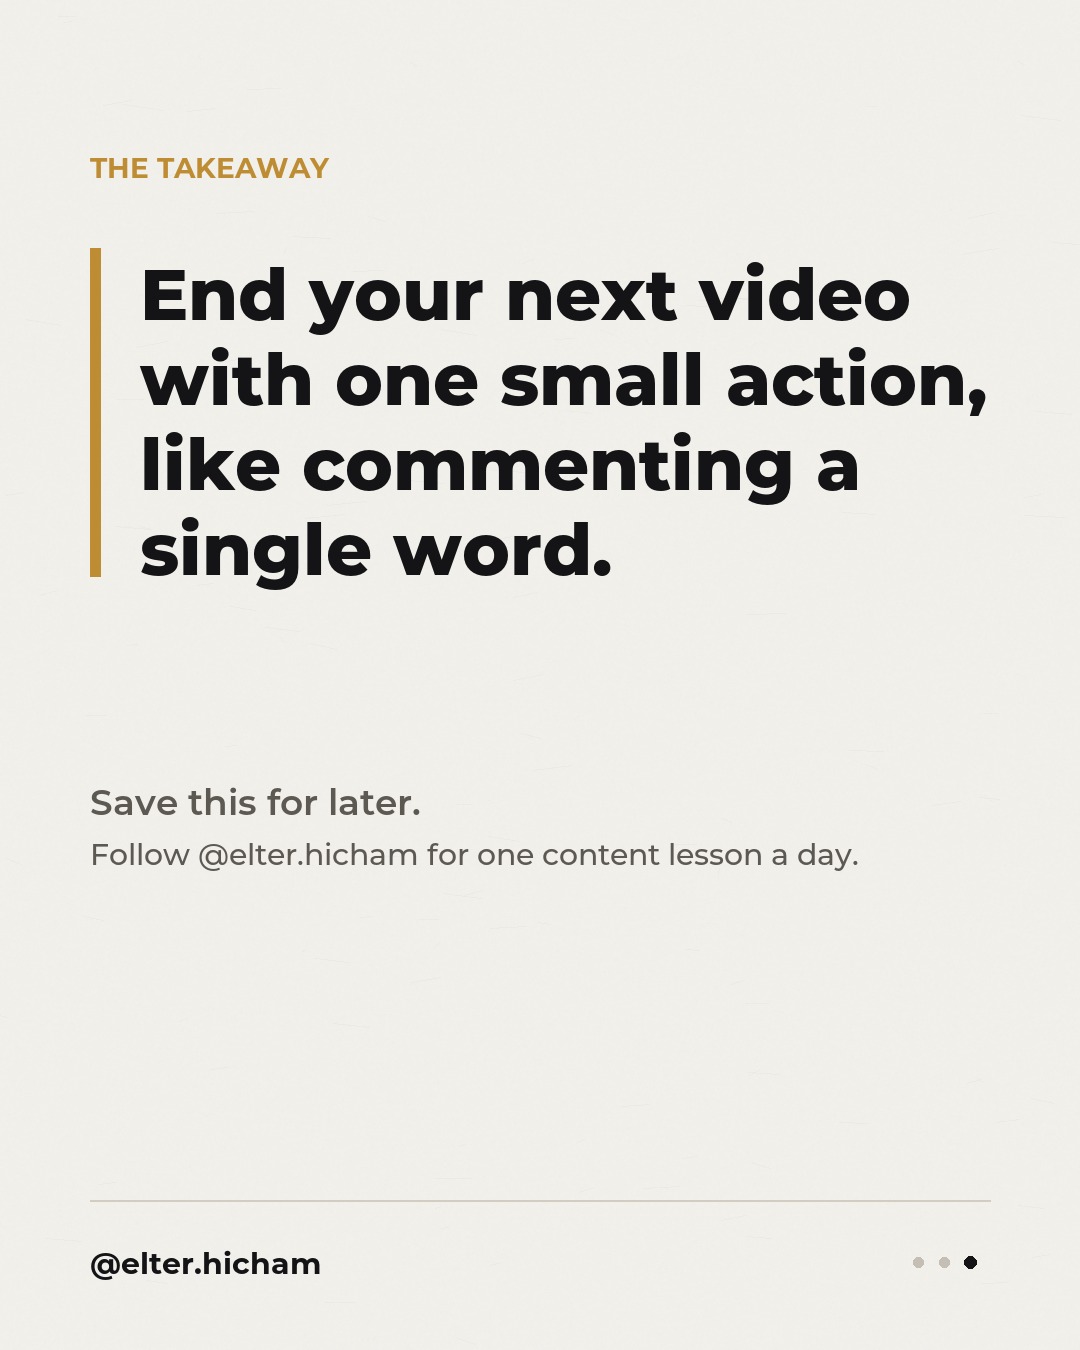 THE TAKEAWAY
End your next video
with one small action,
like commenting a
single word.
Save this for later.
Follow @elter.hicham for one content lesson a day.
@elter.hicham